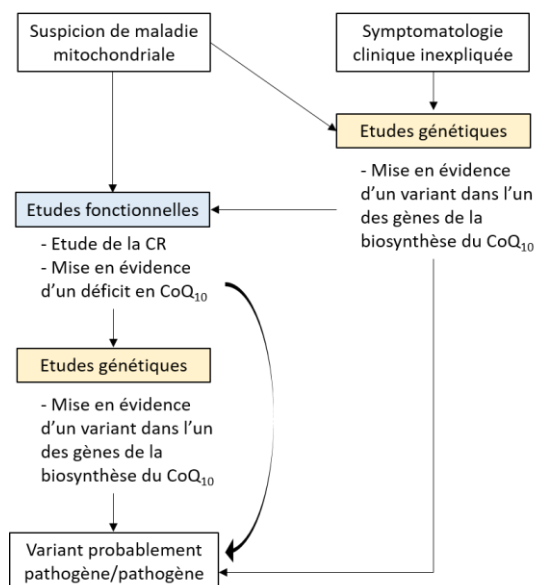 Suspicion de maladie
mitochondriale
Symptomatologie
clinique inexpliquée
Etudes génétiques
- Mise en évidence
d'un variant dans l'un
des gènes de la
biosynthèse du CoQ₁₀
Etudes fonctionnelles
- Etude de la CR
- Mise en évidence
d'un déficit en CoQ₁₀
Etudes génétiques
- Mise en évidence
d'un variant dans l'un
des gènes de la
biosynthèse du CoQ₁₀
Variant probablement
pathogène/pathogène